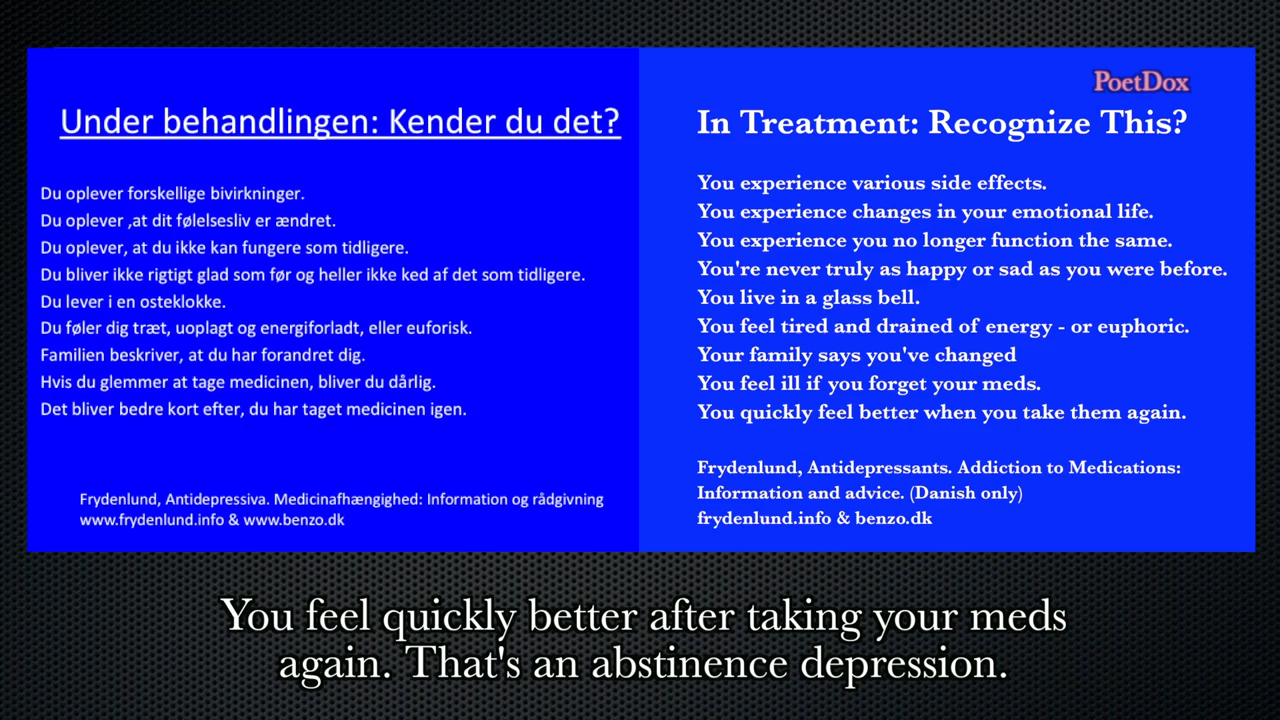 Under behandlingen: Kender du det?
Du oplever forskellige bivirkninger.
Du oplever ,at dit følelsesliv er ændret.
Du oplever, at du ikke kan fungere som tidligere.
Du bliver ikke rigtigt glad som før og heller ikke ked af det som tidligere.
Du lever i en osteklokke.
Du føler dig træt, uoplagt og energiforladt, eller euforisk.
Familien beskriver, at du har forandret dig.
Hvis du glemmer at tage medicinen, bliver du dårlig.
Det bliver bedre kort efter, du har taget medicinen igen.
Frydenlund, Antidepressiva. Medicinafhængighed: Information og rådgivning
www.frydenlund.info & www.benzo.dk
PoetDox
In Treatment: Recognize This?
You experience various side effects.
You experience changes in your emotional life.
You experience you no longer function the same.
You're never truly as happy or sad as you were before.
You live in a glass bell.
You feel tired and drained of energy - or euphoric.
Your family says you've changed
You feel ill if you forget your meds.
You quickly feel better when you take them again.
Frydenlund, Antidepressants. Addiction to Medications:
Information and advice. (Danish only)
frydenlund.info & benzo.dk
You feel quickly better after taking your meds
again. That's an abstinence depression.